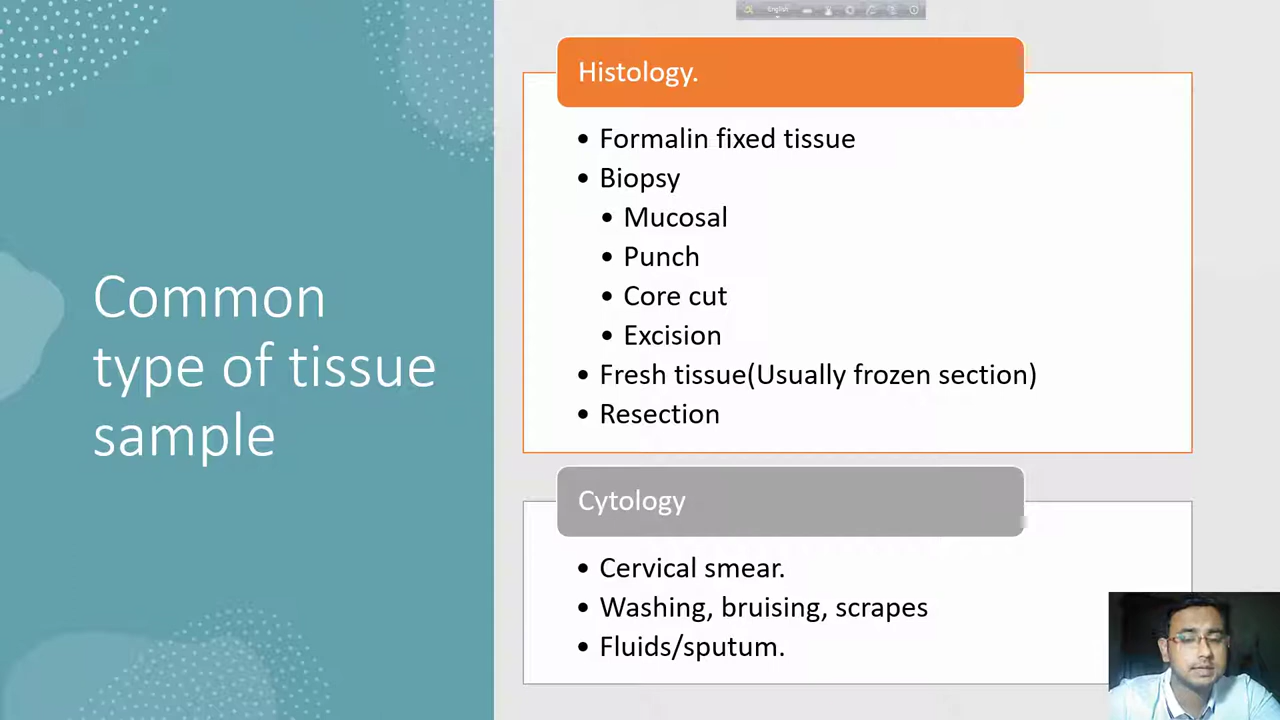 English
Histology.
• Formalin fixed tissue
• Biopsy
• Mucosal
• Punch
• Core cut
• Excision
• Fresh tissue(Usually frozen section)
• Resection
Common
type of tissue
sample
Cytology
• Cervical smear.
• Washing, bruising, scrapes
• Fluids/sputum.